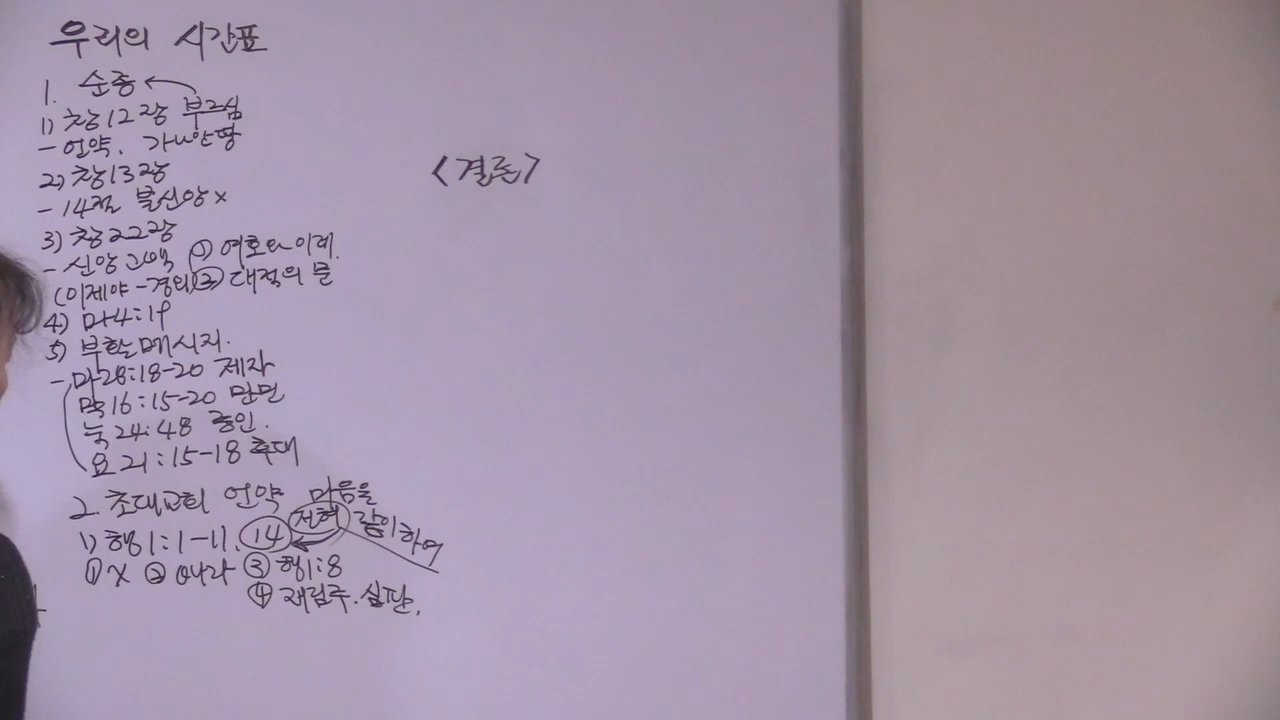 우리의 시간표
1. 순종
1) 창12장 부르심
- 언약. 가나안땅
2) 창13장
- 14절 불신앙 x
3) 창22장
- 신앙고백 ① 여호와이레.
(이제야-경외) ② 대적의 문
4) 마4:19
5) 부활메시지.
- 마28:18-20 제자
막16:15-20 만민
눅24:48 증인.
요21:15-18 후대
2. 초대교회 언약 마음을
1) 행1:1-11. 14 전혀 같이하여
① X ② 아니라 ③ 행1:8
④ 재림주. 심판.
<결론>